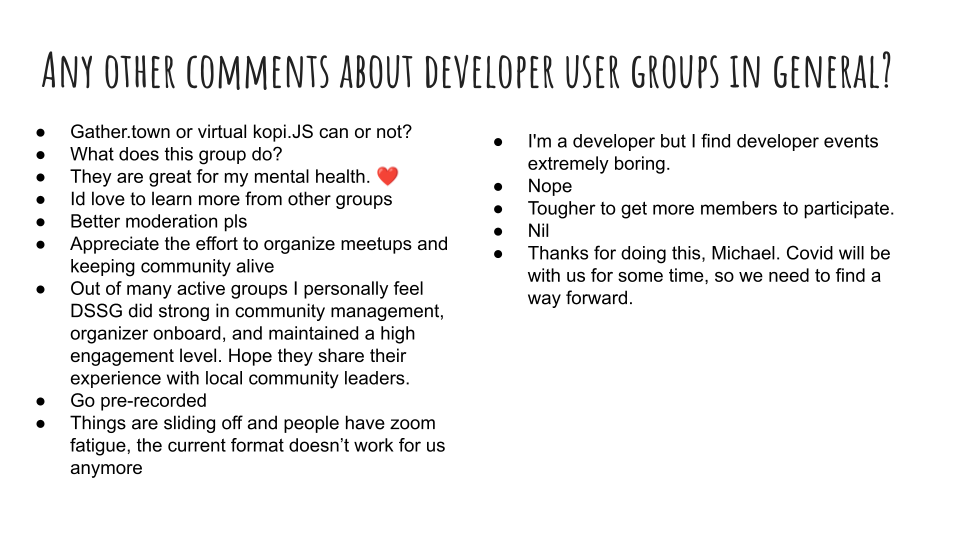 Any other comments about developer user groups in general?
● Gather.town or virtual kopi.JS can or not?
● What does this group do?
● They are great for my mental health. ❤️
● Id love to learn more from other groups
● Better moderation pls
● Appreciate the effort to organize meetups and
keeping community alive
● Out of many active groups I personally feel
DSSG did strong in community management,
organizer onboard, and maintained a high
engagement level. Hope they share their
experience with local community leaders.
● Go pre-recorded
● Things are sliding off and people have zoom
fatigue, the current format doesn’t work for us
anymore
● I'm a developer but I find developer events
extremely boring.
● Nope
● Tougher to get more members to participate.
● Nil
● Thanks for doing this, Michael. Covid will be
with us for some time, so we need to find a
way forward.